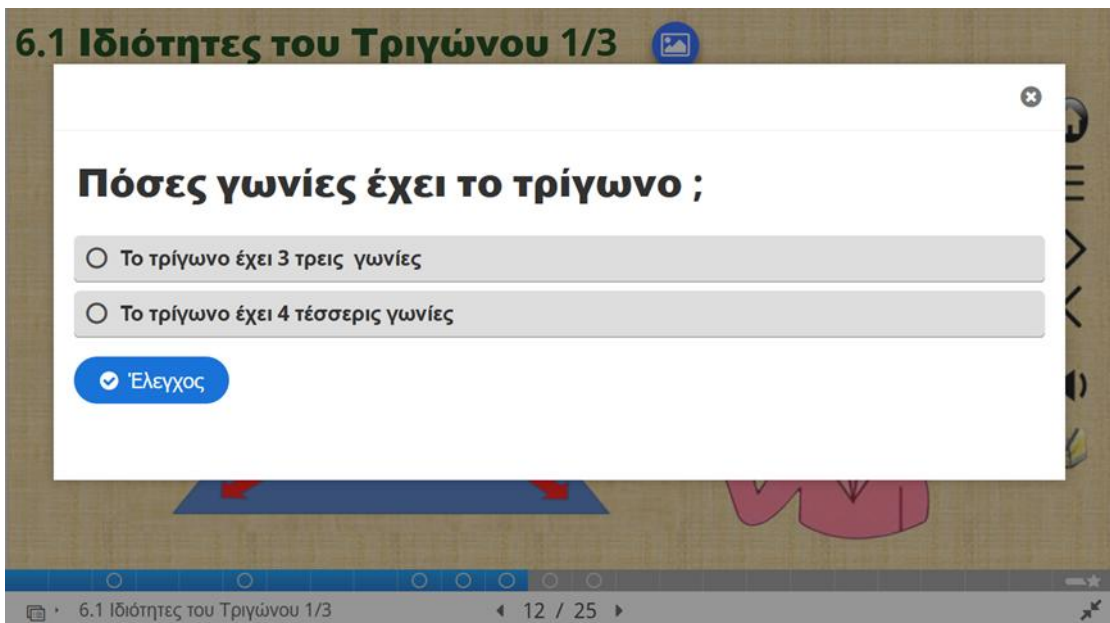 6.1 Ιδιότητες του Τριγώνου 1/3
Πόσες γωνίες έχει το τρίγωνο ;
Το τρίγωνο έχει 3 τρεις γωνίες
Το τρίγωνο έχει 4 τέσσερις γωνίες
Έλεγχος
6.1 Ιδιότητες του Τριγώνου 1/3
12 / 25